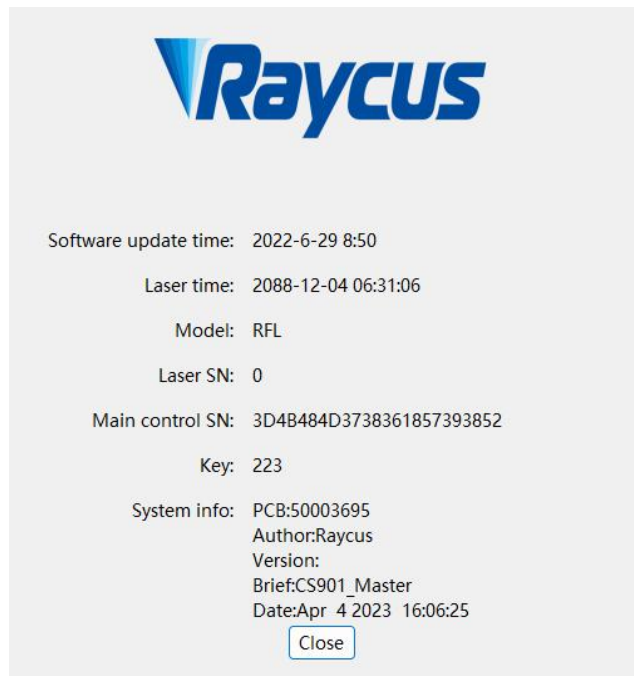 Raycus
Software update time: 2022-6-29 8:50
Laser time: 2088-12-04 06:31:06
Model: RFL
Laser SN: 0
Main control SN: 3D4B484D3738361857393852
Key: 223
System info: PCB:50003695
Author:Raycus
Version:
Brief:CS901_Master
Date:Apr  4 2023  16:06:25
Close